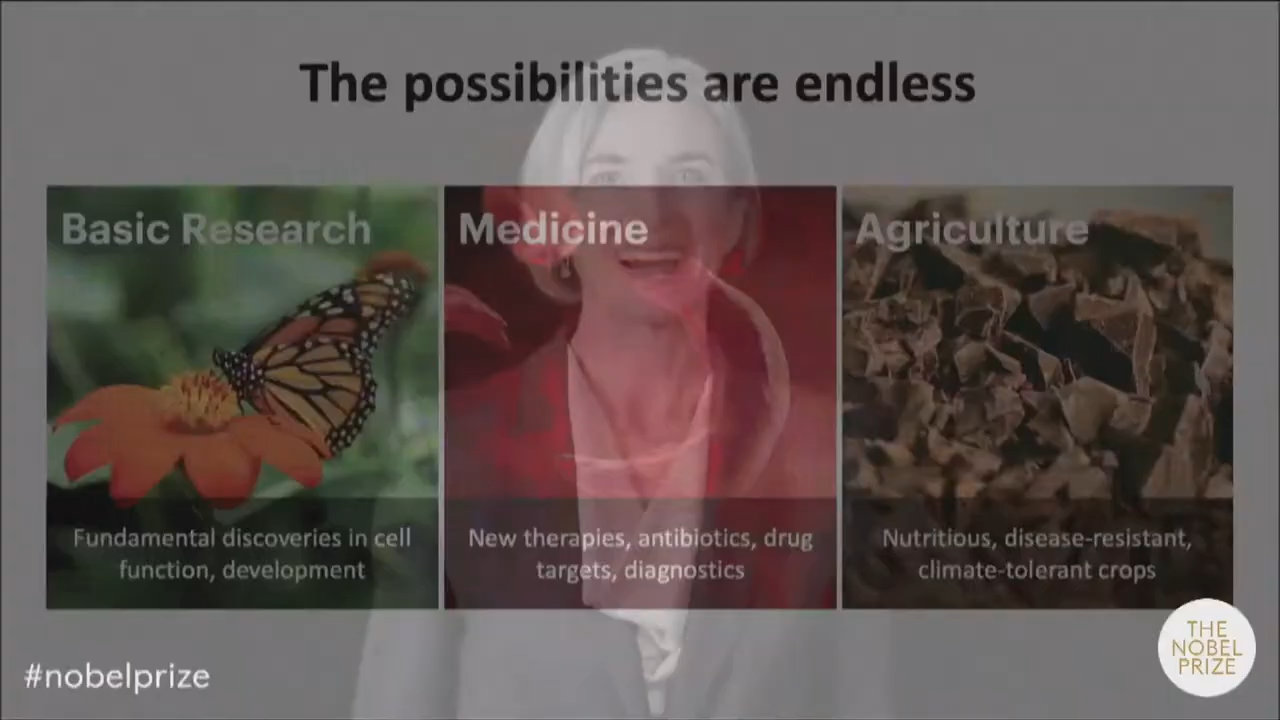 The possibilities are endless
Basic Research
Medicine
Agriculture
Fundamental discoveries in cell
function, development
New therapies, antibiotics, drug
targets, diagnostics
Nutritious, disease-resistant,
climate-tolerant crops
#nobelprize
THE
NOBEL
PRIZE